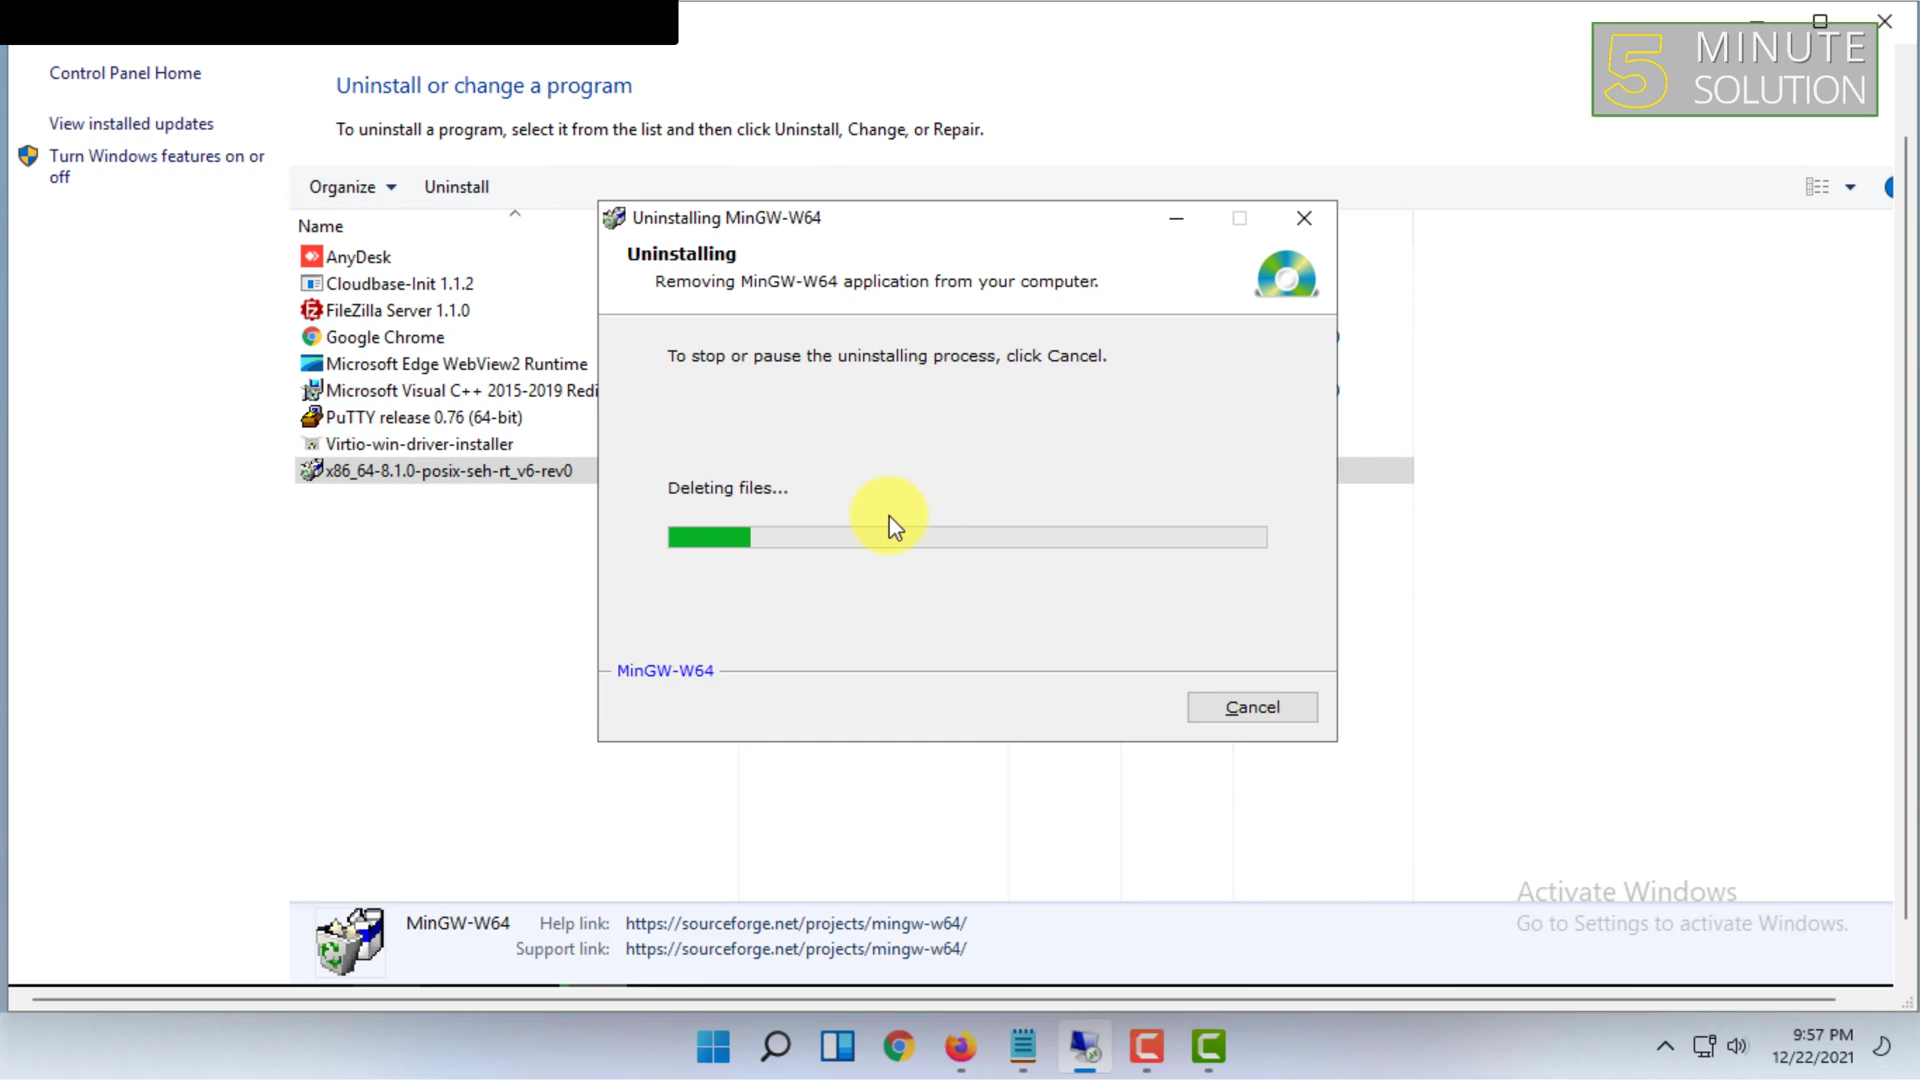 5 MINUTE
SOLUTION
Control Panel Home
View installed updates
Turn Windows features on or
off
Uninstall or change a program
To uninstall a program, select it from the list and then click Uninstall, Change, or Repair.
Organize
Uninstall
Name
AnyDesk
Cloudbase-Init 1.1.2
FileZilla Server 1.1.0
Google Chrome
Microsoft Edge WebView2 Runtime
Microsoft Visual C++ 2015-2019 Redi
PuTTY release 0.76 (64-bit)
Virtio-win-driver-installer
x86_64-8.1.0-posix-seh-rt_v6-rev0
Uninstalling MinGW-W64
Uninstalling
Removing MinGW-W64 application from your computer.
To stop or pause the uninstalling process, click Cancel.
Deleting files...
MinGW-W64
Cancel
Activate Windows
Go to Settings to activate Windows.
MinGW-W64 Help link: https://sourceforge.net/projects/mingw-w64/
Support link: https://sourceforge.net/projects/mingw-w64/
9:57 PM
12/22/2021